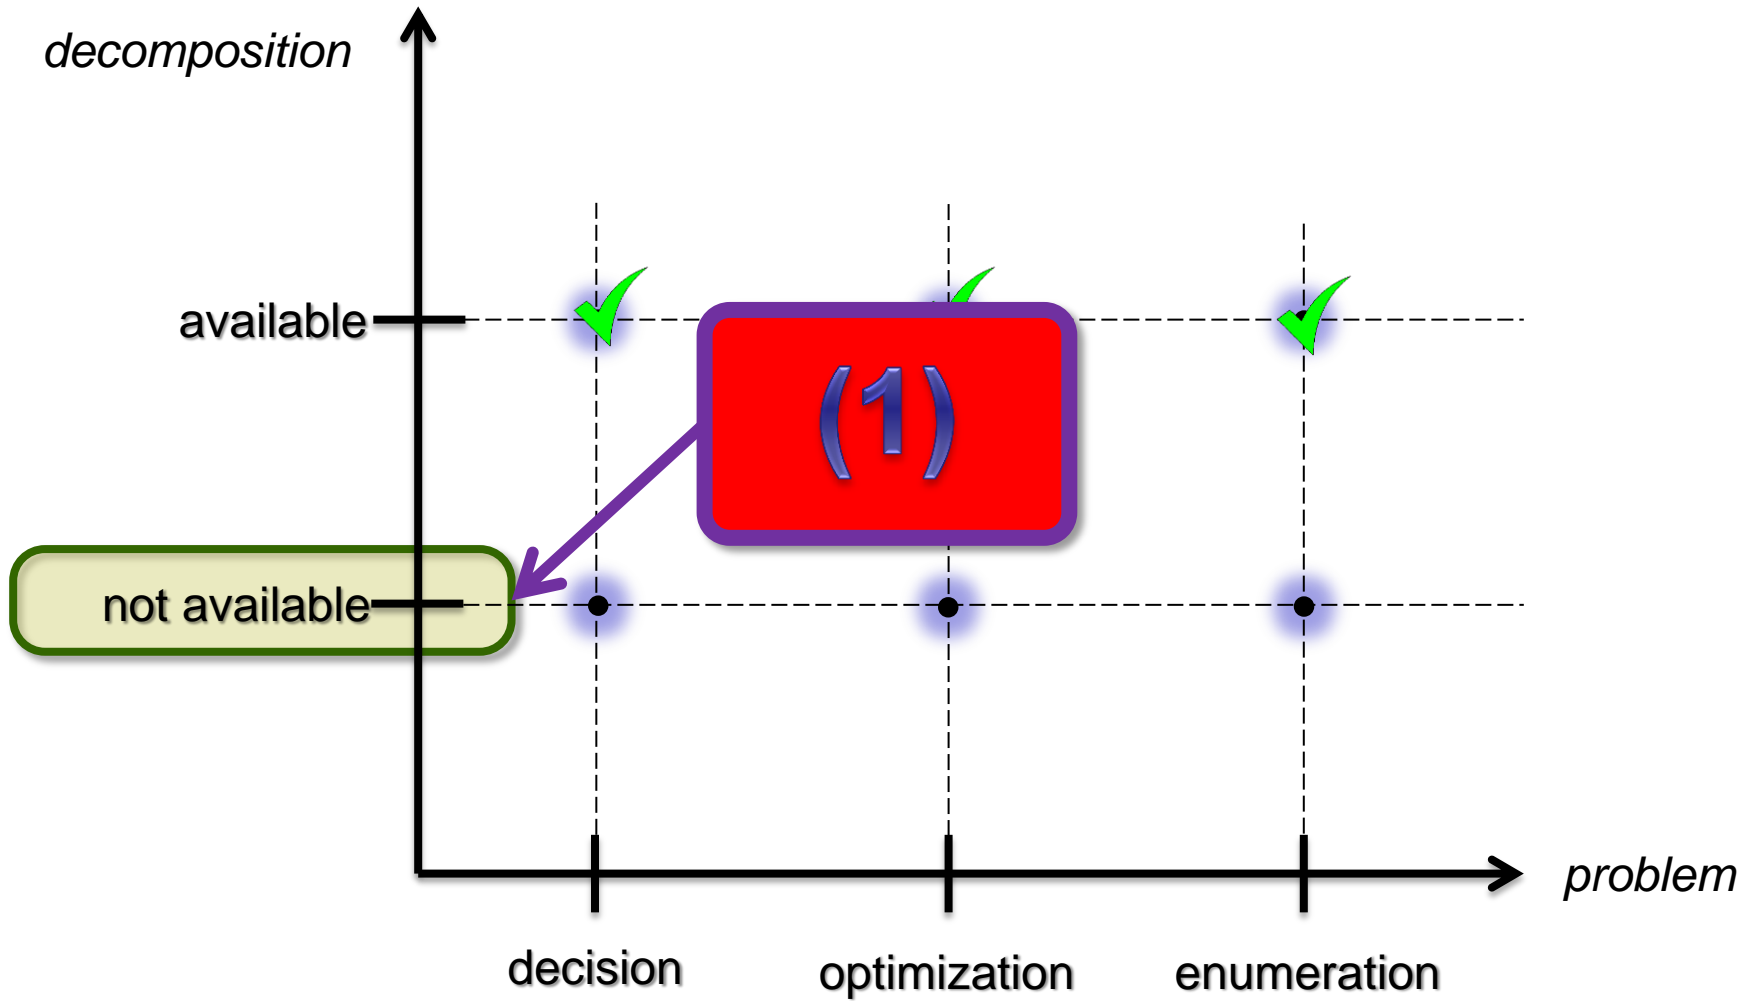 decomposition
available
(1)
not available
problem
decision
optimization
enumeration